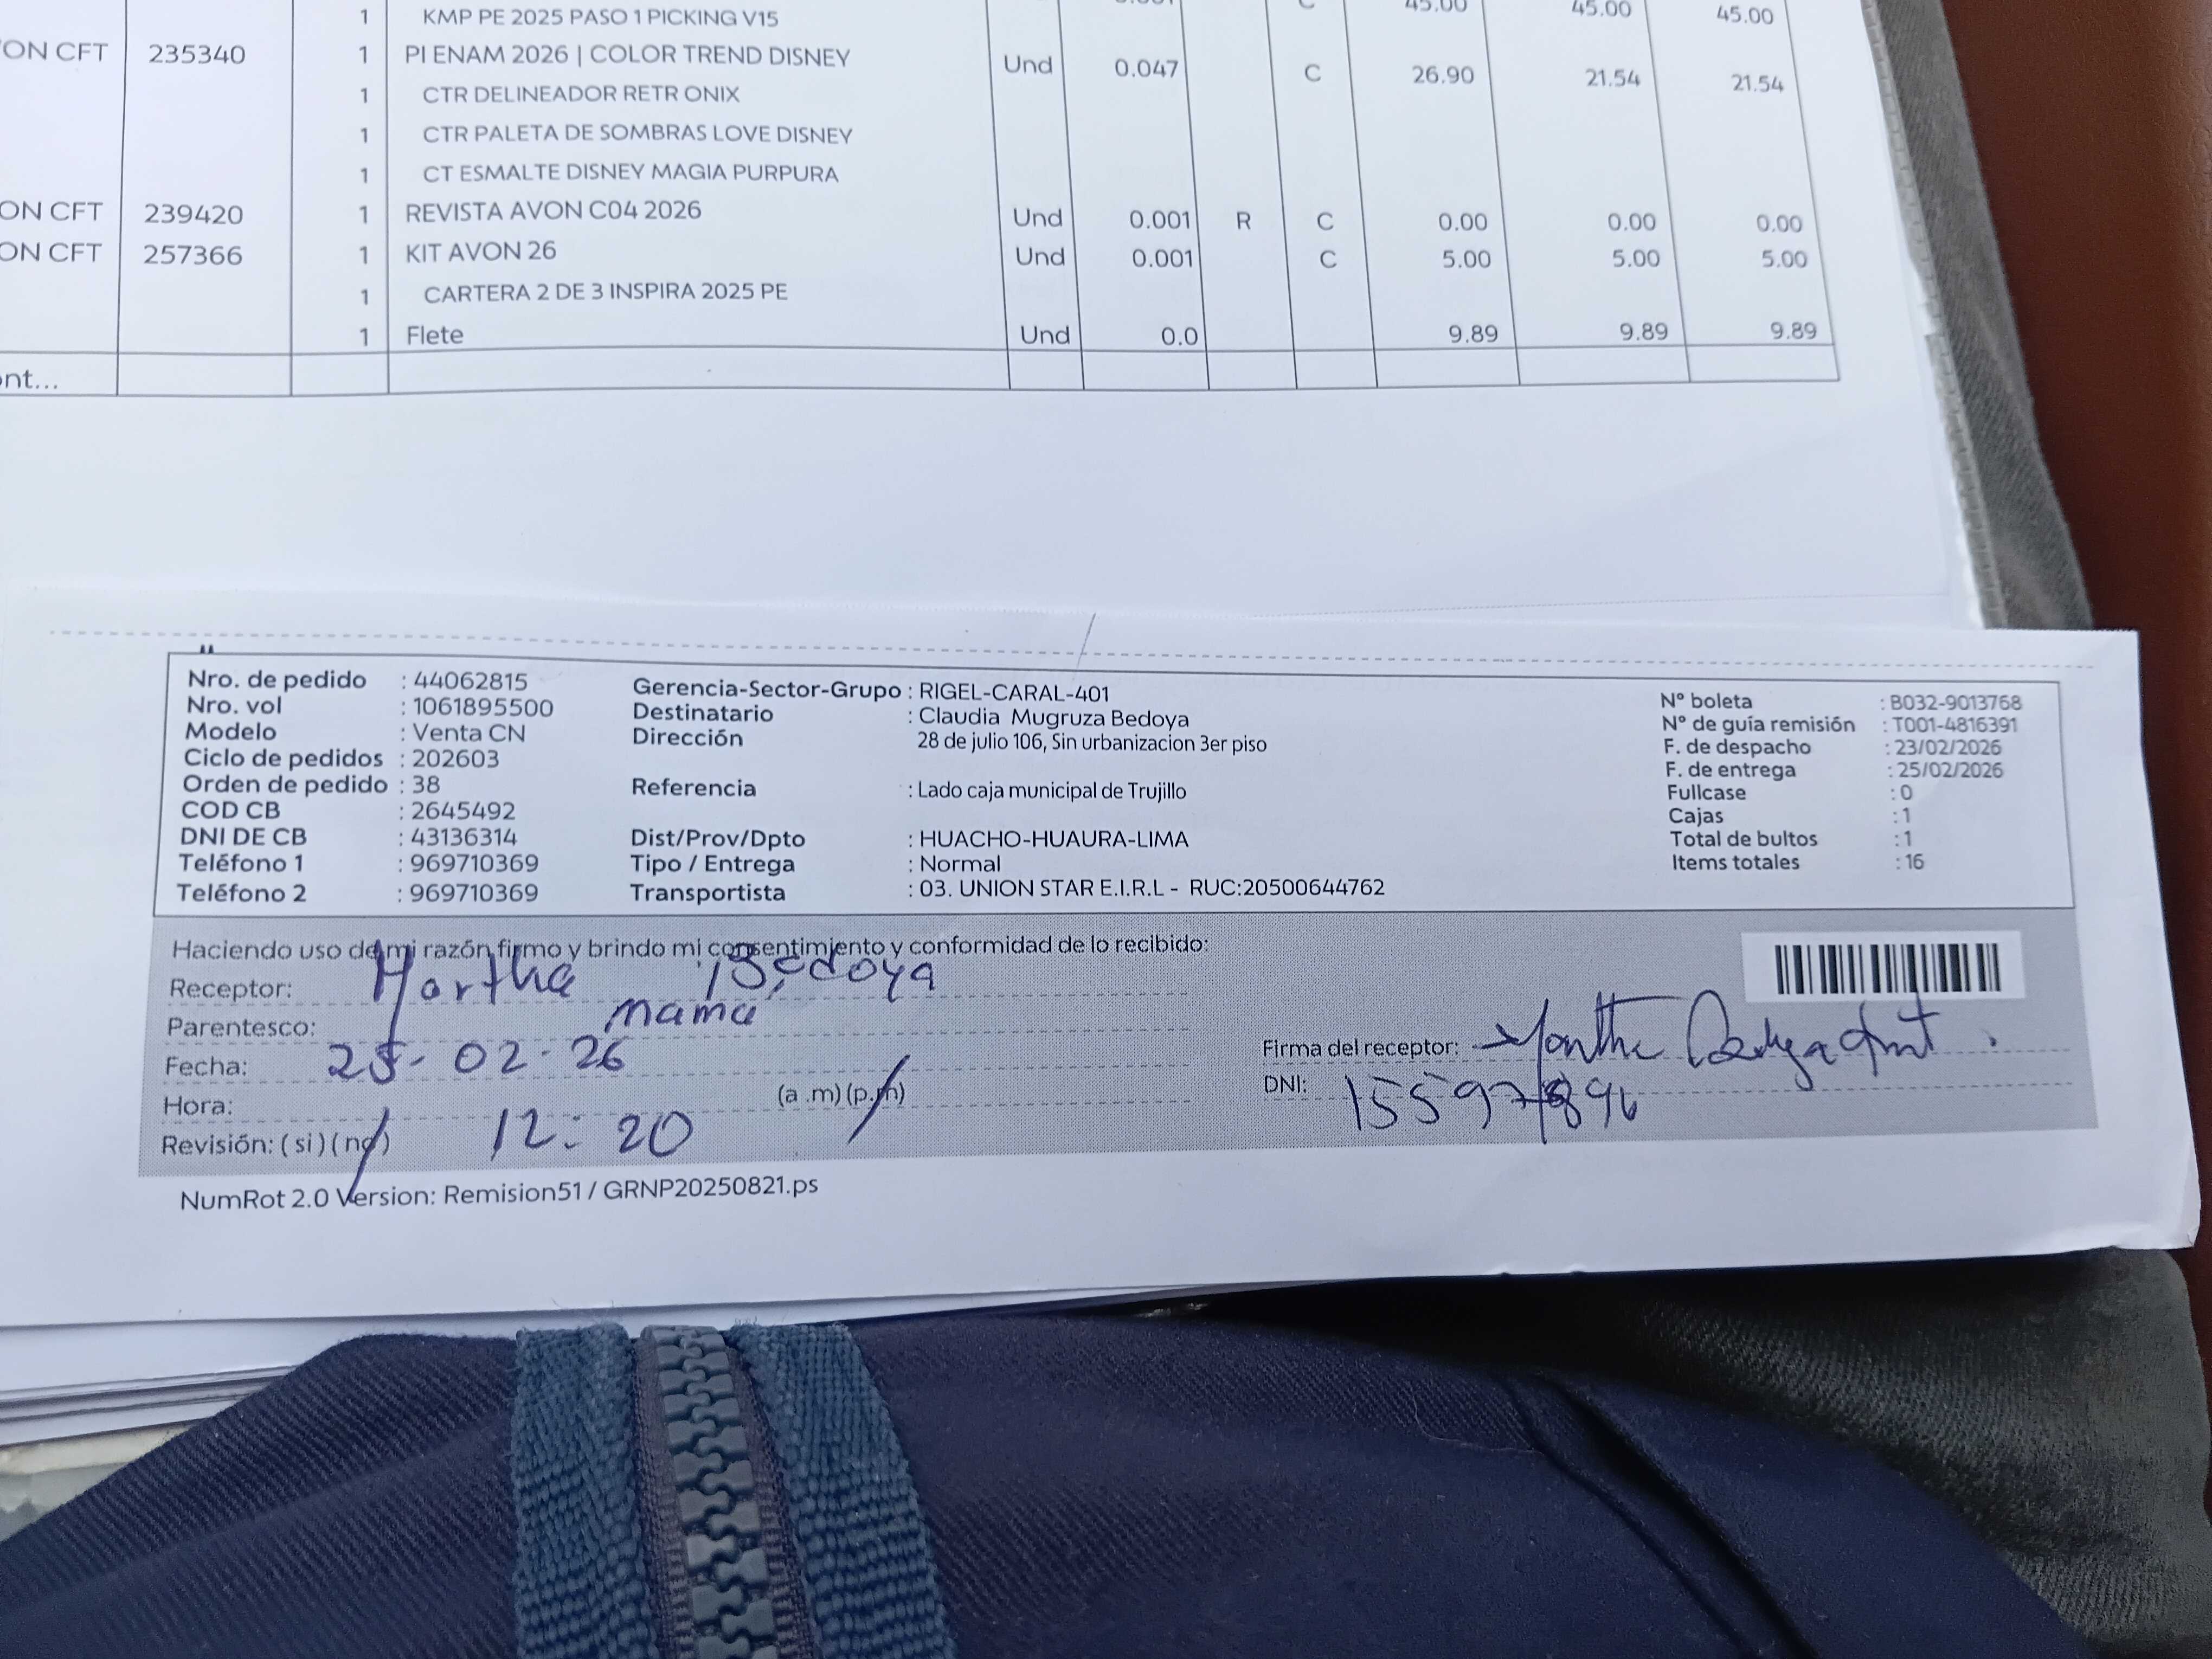 1 KMP PE 2025 PASO 1 PICKING V15 C 45.00 45.00 45.00
ON CFT 235340 1 PI ENAM 2026 | COLOR TREND DISNEY Und 0.047 C 26.90 21.54 21.54
1 CTR DELINEADOR RETR ONIX
1 CTR PALETA DE SOMBRAS LOVE DISNEY
1 CT ESMALTE DISNEY MAGIA PURPURA
ON CFT 239420 1 REVISTA AVON C04 2026 Und 0.001 R C 0.00 0.00 0.00
ON CFT 257366 1 KIT AVON 26 Und 0.001 C 5.00 5.00 5.00
1 CARTERA 2 DE 3 INSPIRA 2025 PE
1 Flete Und 0.0 9.89 9.89 9.89
nt...
Nro. de pedido : 44062815
Nro. vol : 1061895500
Modelo : Venta CN
Ciclo de pedidos : 202603
Orden de pedido : 38
COD CB : 2645492
DNI DE CB : 43136314
Teléfono 1 : 969710369
Teléfono 2 : 969710369
Gerencia-Sector-Grupo : RIGEL-CARAL-401
Destinatario : Claudia Mugruza Bedoya
Dirección 28 de julio 106, Sin urbanizacion 3er piso
Referencia : Lado caja municipal de Trujillo
Dist/Prov/Dpto : HUACHO-HUAURA-LIMA
Tipo / Entrega : Normal
Transportista : 03. UNION STAR E.I.R.L - RUC:20500644762
N° boleta : B032-9013768
N° de guía remisión : T001-4816391
F. de despacho : 23/02/2026
F. de entrega : 25/02/2026
Fullcase : 0
Cajas : 1
Total de bultos : 1
Items totales : 16
Haciendo uso de mi razón firmo y brindo mi consentimiento y conformidad de lo recibido:
Receptor: Martha Bedoya
Parentesco: mama
Fecha: 25-02-26
Hora: 12:20 (a .m) (p.m)
Revisión: ( si ) ( no )
Firma del receptor:
DNI:
NumRot 2.0 Version: Remision51 / GRNP20250821.ps